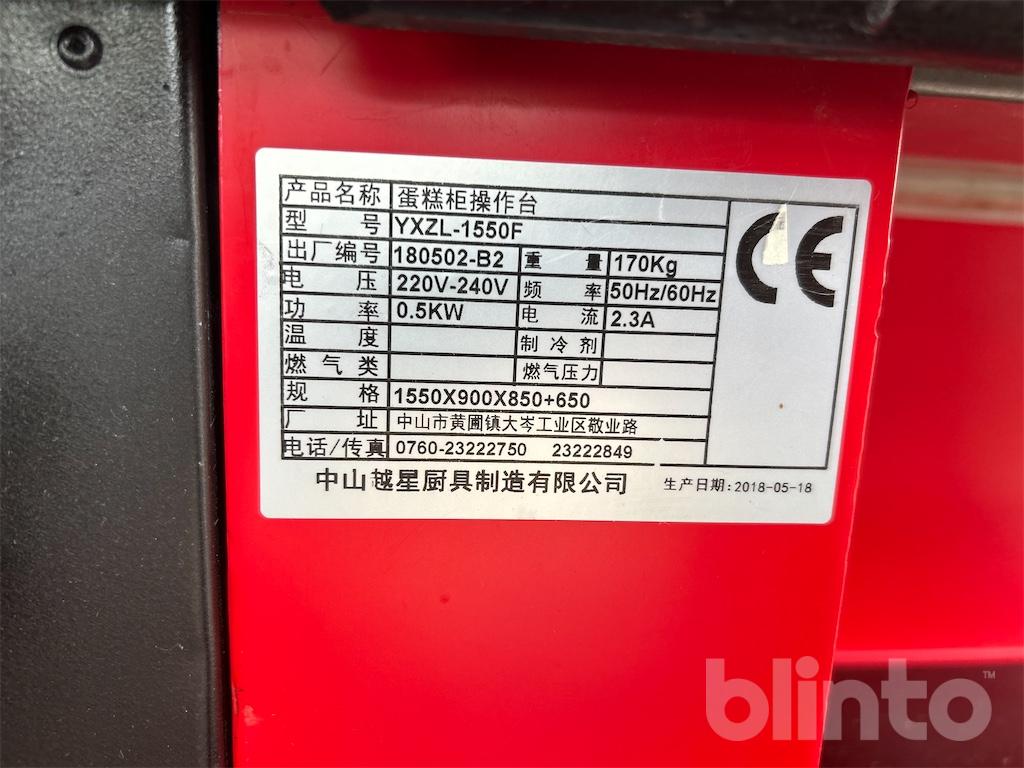 产品名称 蛋糕柜操作台
型 号 YXZL-1550F
出厂编号 180502-B2 重 量 170Kg
电 压 220V-240V 频 率 50Hz/60Hz
功 率 0.5KW 电 流 2.3A
温 度 制冷剂
燃气类 燃气压力
规 格 1550X900X850+650
厂 址 中山市黄圃镇大岑工业区敬业路
电话/传真 0760-23222750 23222849
中山越星厨具制造有限公司 生产日期:2018-05-18
CE
blinto™